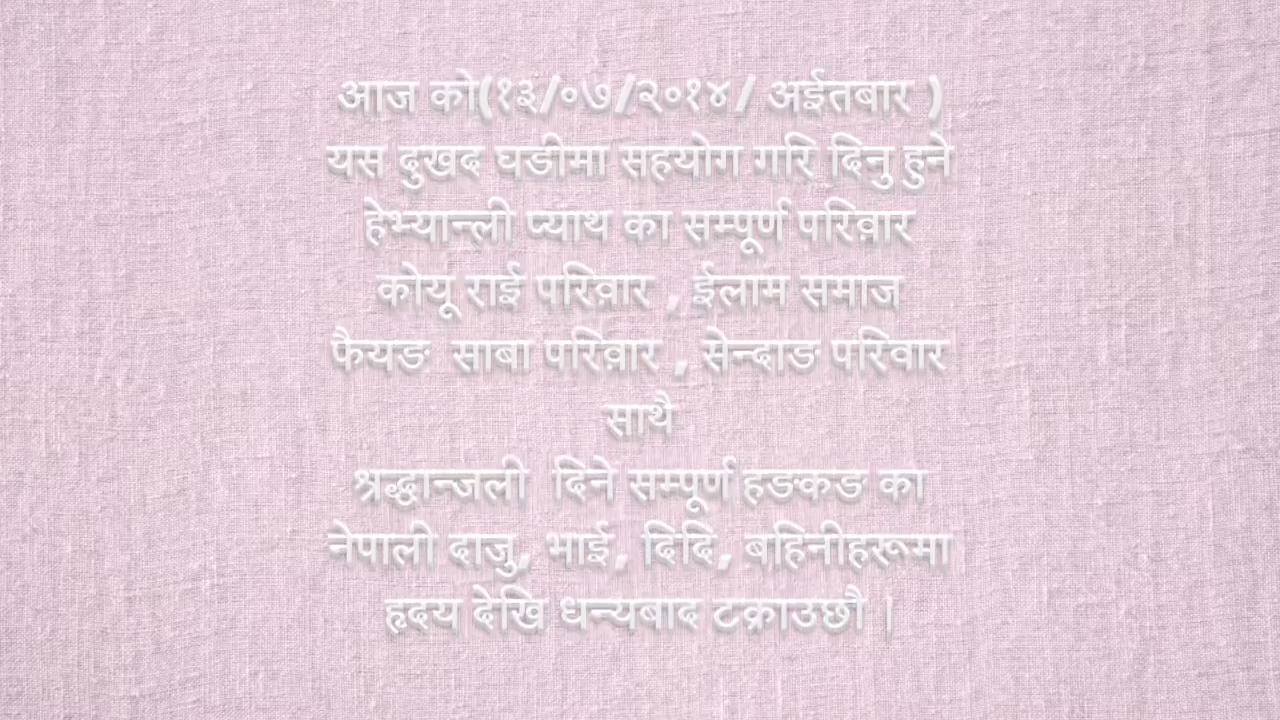 आज को(१३/०७/२०१४/ अईतबार )
यस दुखद घडीमा सहयोग गरि दिनु हुने
हेभ्यान्ली प्याथ का सम्पूर्ण परिव़ार
कोयू राई परिव़ार , ईलाम समाज
फैयङ साबा परिव़ार , सेन्दाङ परिवार
साथै
श्रद्धान्जली दिने सम्पूर्ण हङकङ का
नेपाली दाजु, भाई, दिदि, बहिनीहरूमा
हृदय देखि धन्यबाद टक्राउछौ |